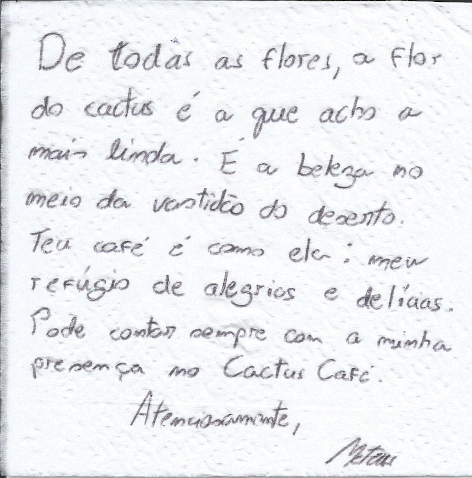 De todas as flores, a flor
do cactus é a que acho a
mais linda. É a beleza no
meio da vastidão do deserto.
Teu café é como ela: meu
refúgio de alegrias e delícias.
Pode contar sempre com a minha
presença no Cactus Café.
Atenciosamente,